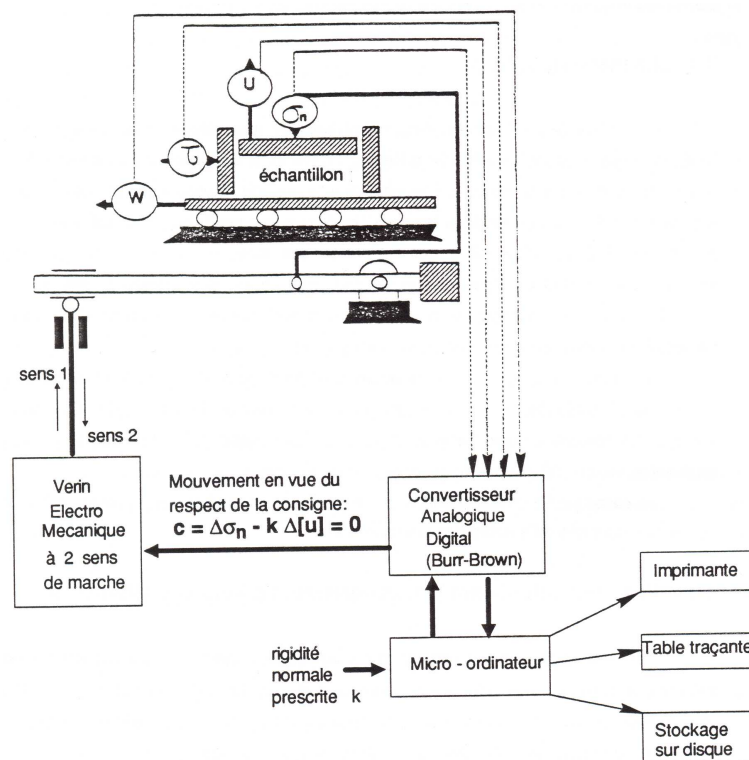 u
σn
τ
échantillon
w
sens 1
sens 2
Verin
Electro
Mecanique
à 2 sens
de marche
Mouvement en vue du
respect de la consigne:
c = Δσn - k Δ[u] = 0
Convertisseur
Analogique
Digital
(Burr-Brown)
rigidité
normale
prescrite k
Micro - ordinateur
Imprimante
Table traçante
Stockage
sur disque